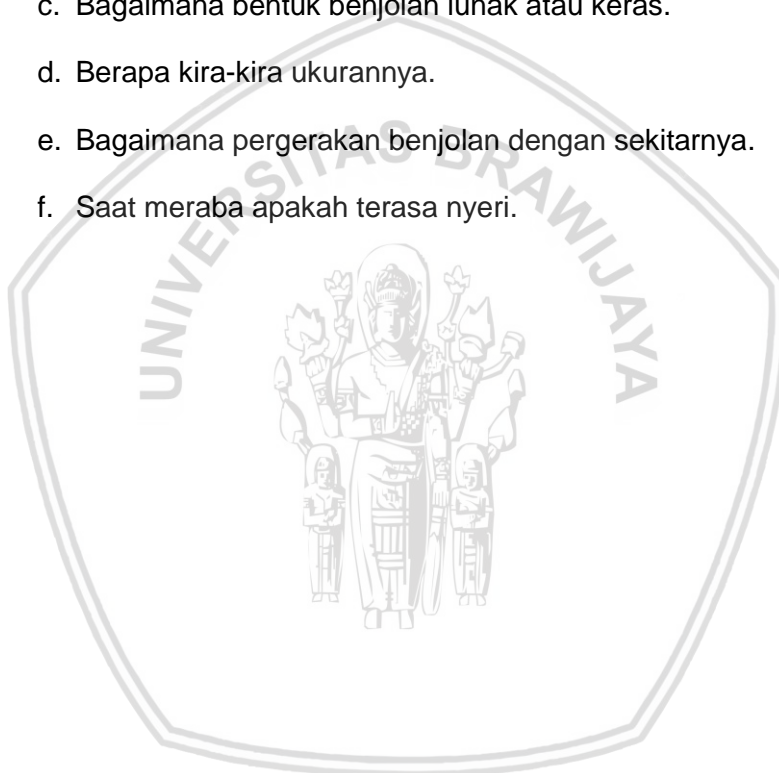 c. Bagaimana bentuk benjolan lunak atau keras.
d. Berapa kira-kira ukurannya.
e. Bagaimana pergerakan benjolan dengan sekitarnya.
f. Saat meraba apakah terasa nyeri.
UNIVERSITAS BRAWIJAYA